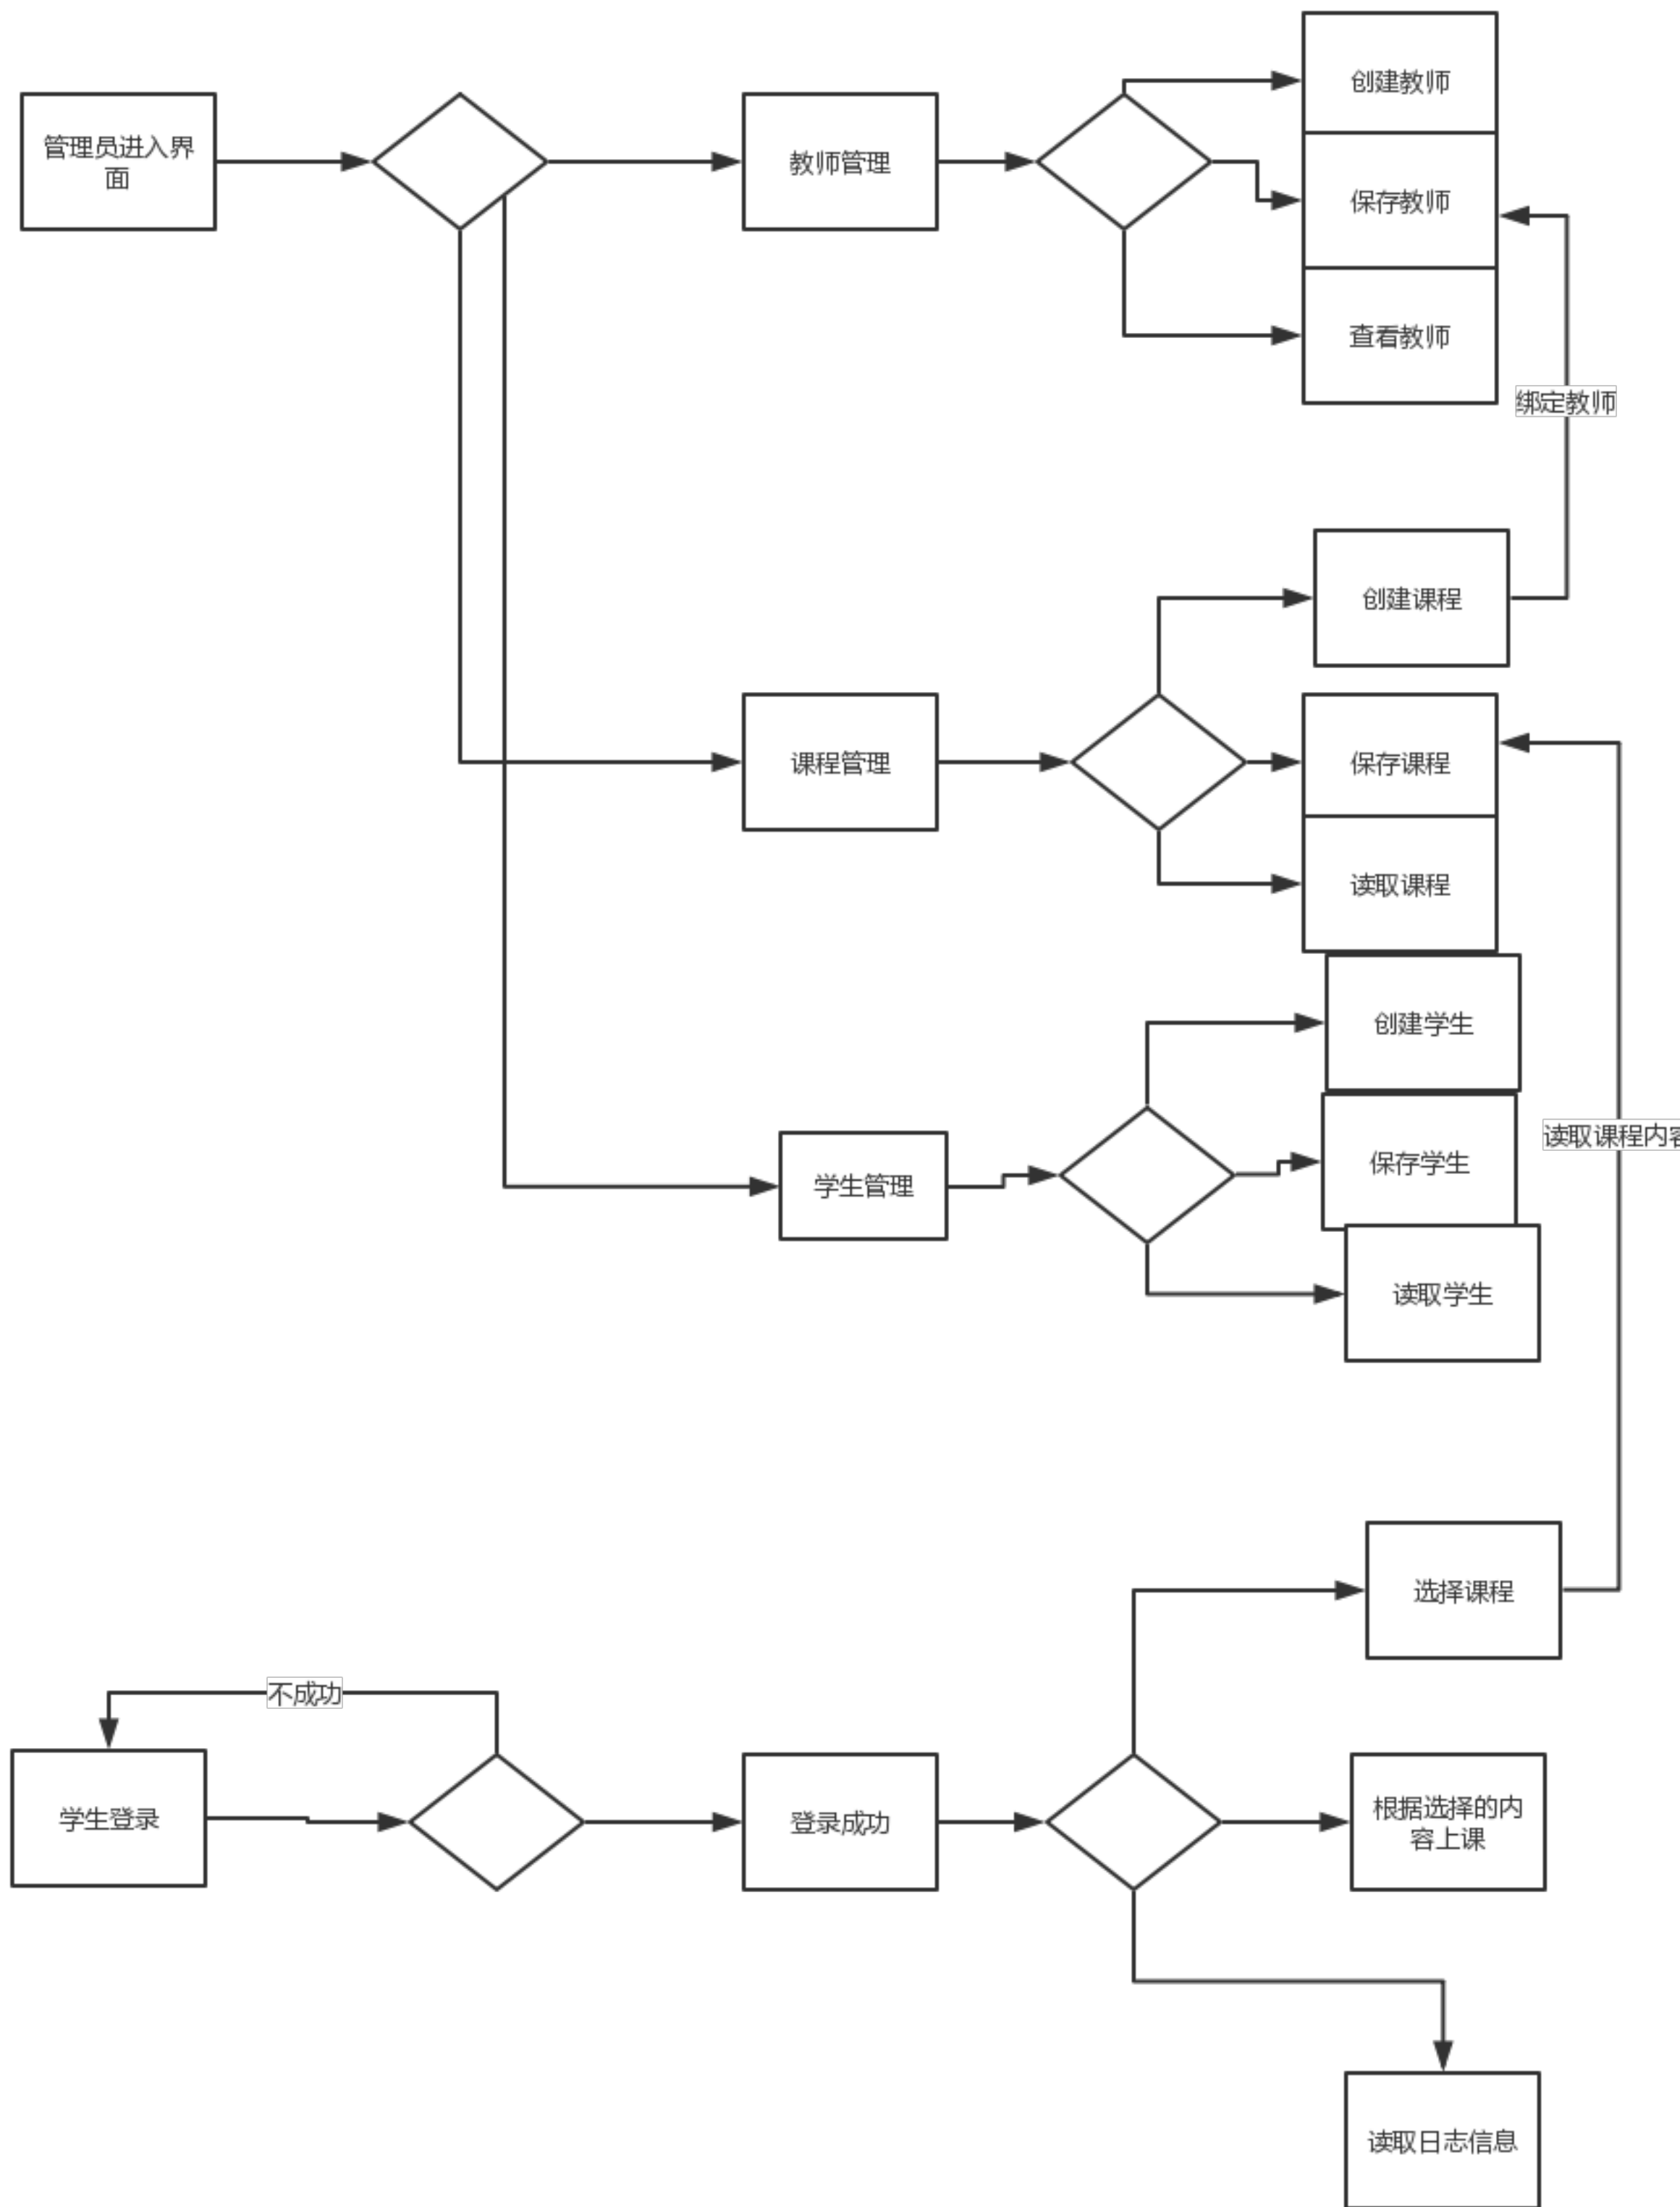 创建教师
管理员进入界
面
教师管理
保存教师
查看教师
绑定教师
创建课程
课程管理
保存课程
读取课程
创建学生
读取课程内容
保存学生
学生管理
读取学生
选择课程
不成功
学生登录
登录成功
根据选择的内
容上课
读取日志信息